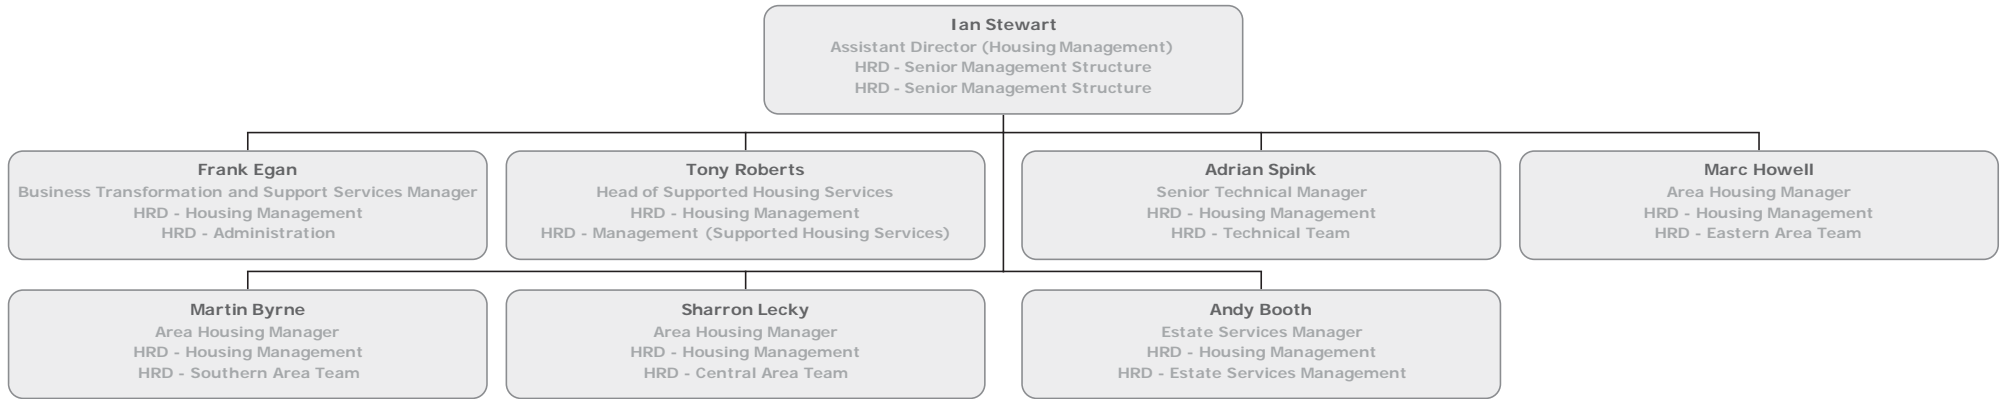 Ian Stewart
Assistant Director (Housing Management)
HRD - Senior Management Structure
HRD - Senior Management Structure
Frank Egan
Business Transformation and Support Services Manager
HRD - Housing Management
HRD - Administration
Tony Roberts
Head of Supported Housing Services
HRD - Housing Management
HRD - Management (Supported Housing Services)
Adrian Spink
Senior Technical Manager
HRD - Housing Management
HRD - Technical Team
Marc Howell
Area Housing Manager
HRD - Housing Management
HRD - Eastern Area Team
Martin Byrne
Area Housing Manager
HRD - Housing Management
HRD - Southern Area Team
Sharron Lecky
Area Housing Manager
HRD - Housing Management
HRD - Central Area Team
Andy Booth
Estate Services Manager
HRD - Housing Management
HRD - Estate Services Management